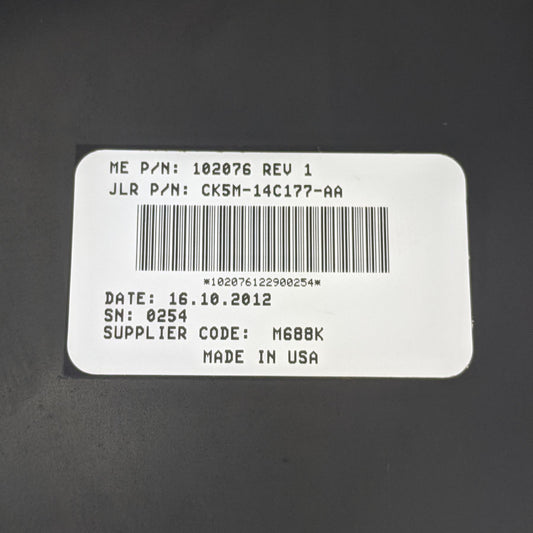 ME P/N: 102076 REV 1
JLR P/N: CK5M-14C177-AA
*102076122900254*
DATE: 16.10.2012
SN: 0254
SUPPLIER CODE: M688K
MADE IN USA